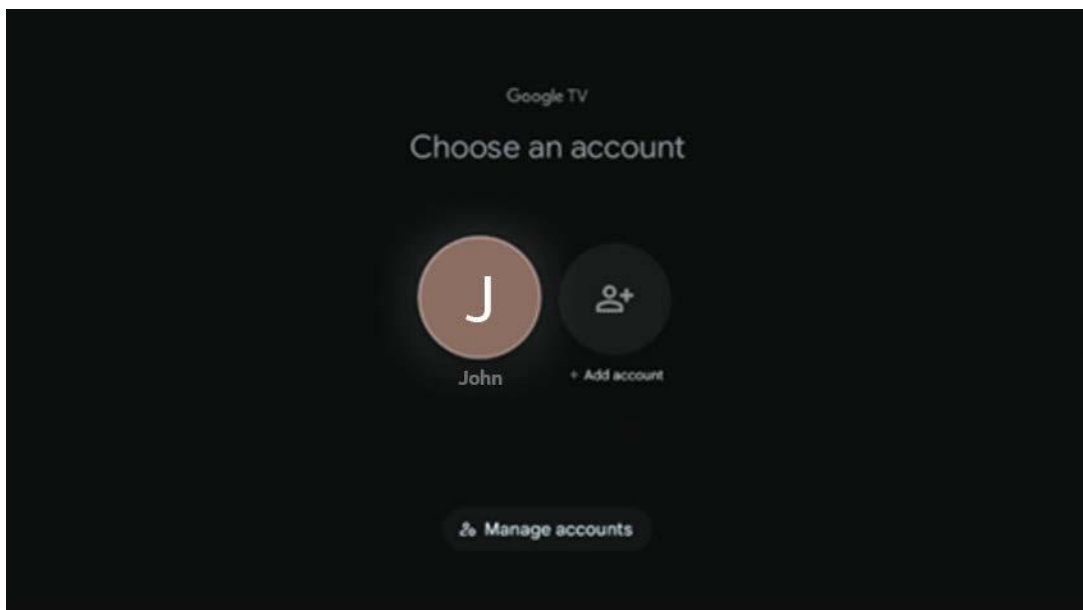 Google TV
Choose an account
J
John
+ Add account
Manage accounts